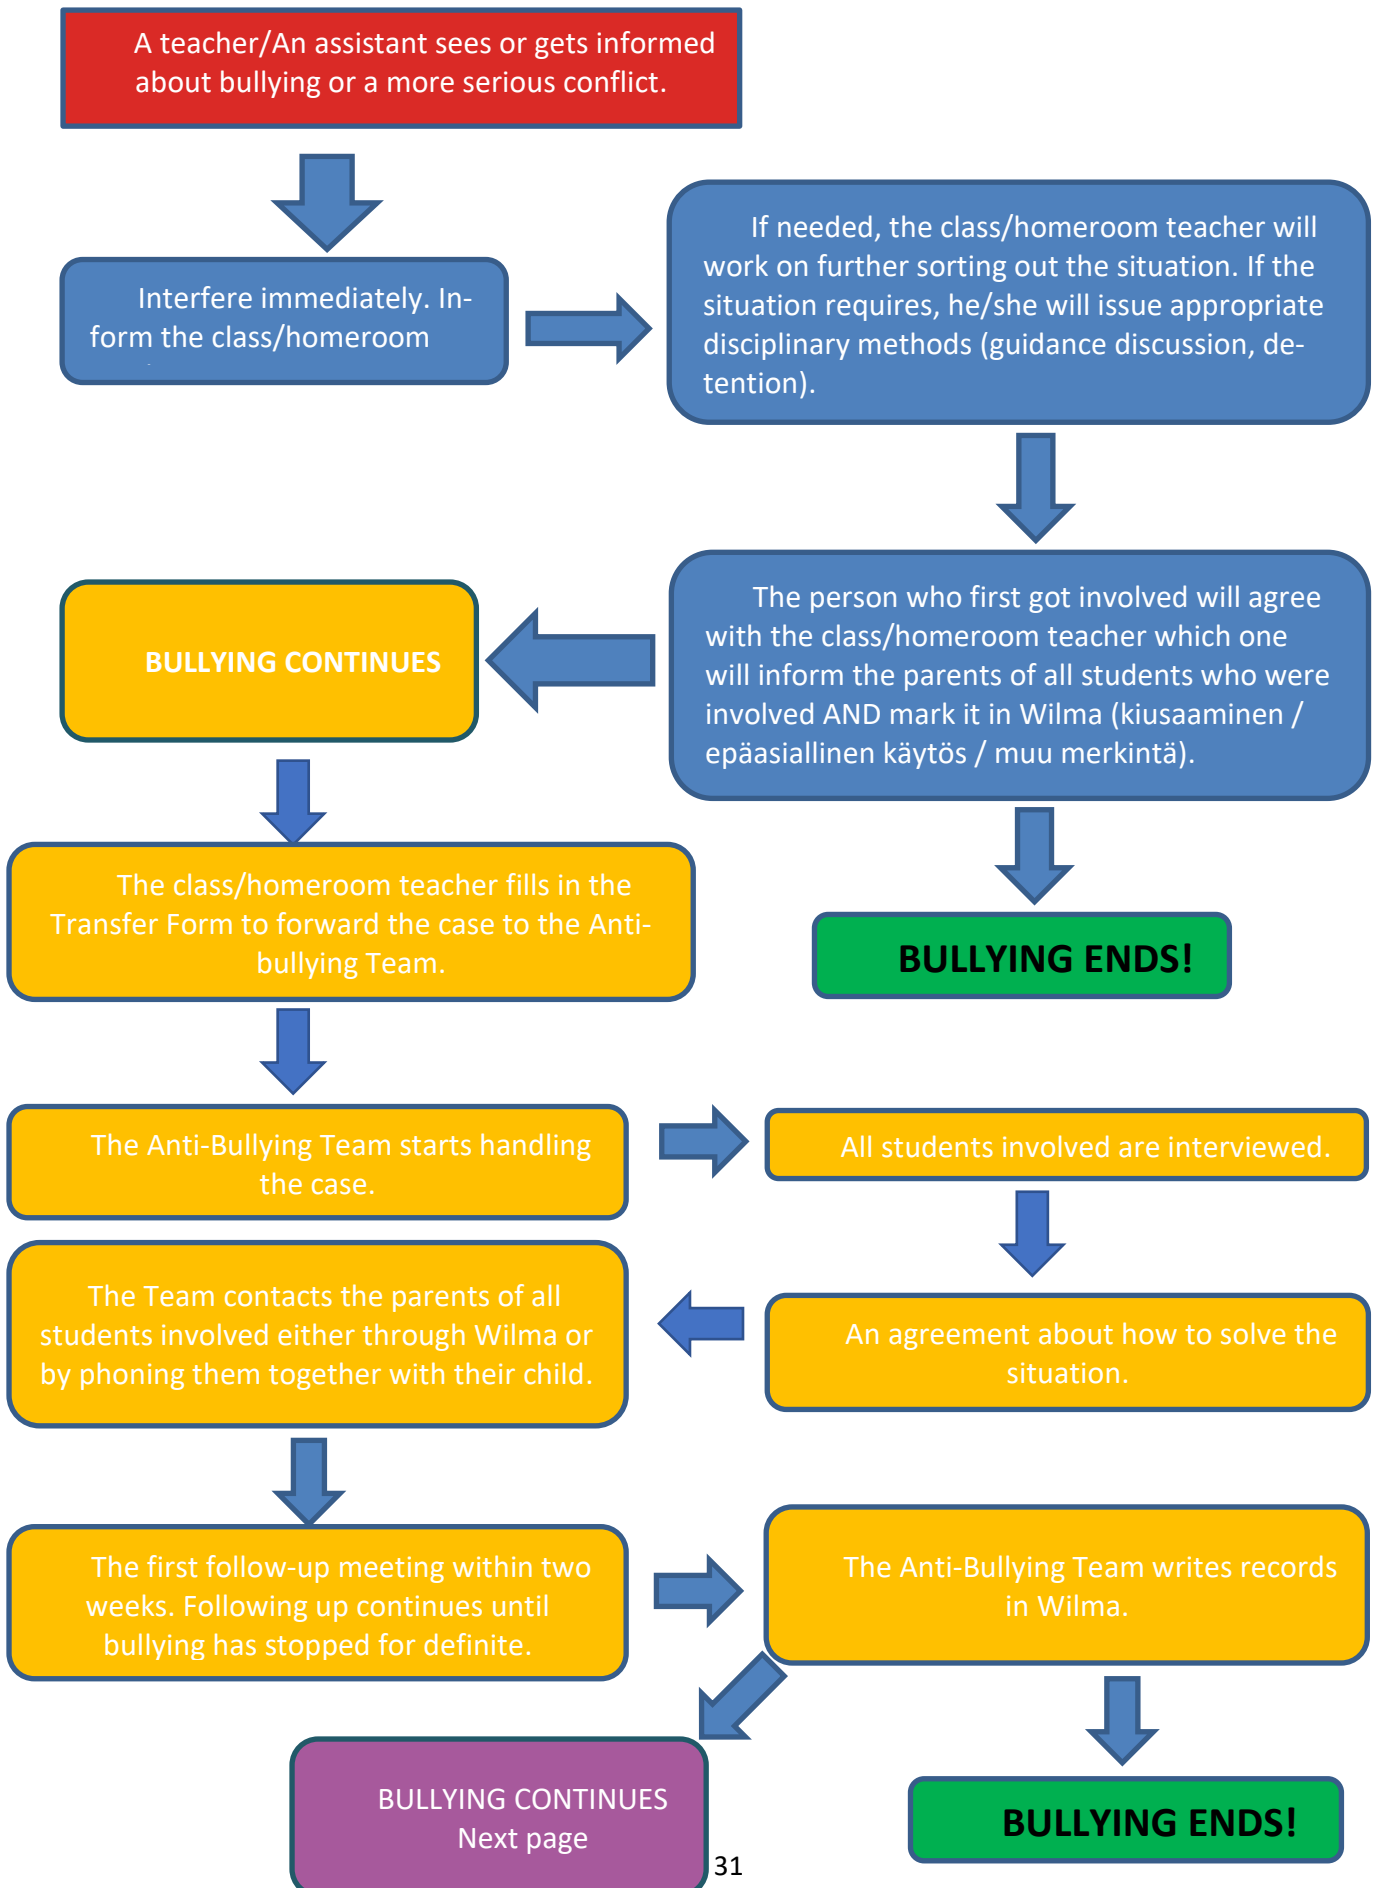 A teacher/An assistant sees or gets informed
about bullying or a more serious conflict.
Interfere immediately. In-
form the class/homeroom
If needed, the class/homeroom teacher will
work on further sorting out the situation. If the
situation requires, he/she will issue appropriate
disciplinary methods (guidance discussion, de-
tention).
The person who first got involved will agree
with the class/homeroom teacher which one
will inform the parents of all students who were
involved AND mark it in Wilma (kiusaaminen /
epäasiallinen käytös / muu merkintä).
BULLYING CONTINUES
The class/homeroom teacher fills in the
Transfer Form to forward the case to the Anti-
bullying Team.
BULLYING ENDS!
The Anti-Bullying Team starts handling
the case.
All students involved are interviewed.
An agreement about how to solve the
situation.
The Team contacts the parents of all
students involved either through Wilma or
by phoning them together with their child.
The first follow-up meeting within two
weeks. Following up continues until
bullying has stopped for definite.
The Anti-Bullying Team writes records
in Wilma.
BULLYING CONTINUES
Next page
BULLYING ENDS!
31